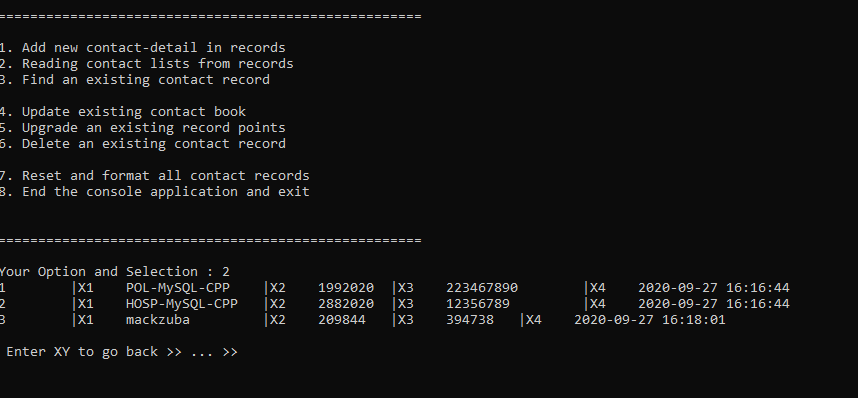 =====================================================
1. Add new contact-detail in records
2. Reading contact lists from records
3. Find an existing contact record
4. Update existing contact book
5. Upgrade an existing record points
6. Delete an existing contact record
7. Reset and format all contact records
8. End the console application and exit
=====================================================
Your Option and Selection : 2
1 |X1 POL-MySQL-CPP |X2 1992020 |X3 223467890 |X4 2020-09-27 16:16:44
2 |X1 HOSP-MySQL-CPP |X2 2882020 |X3 12356789 |X4 2020-09-27 16:16:44
3 |X1 mackzuba |X2 209844 |X3 394738 |X4 2020-09-27 16:18:01
Enter XY to go back >> ... >>